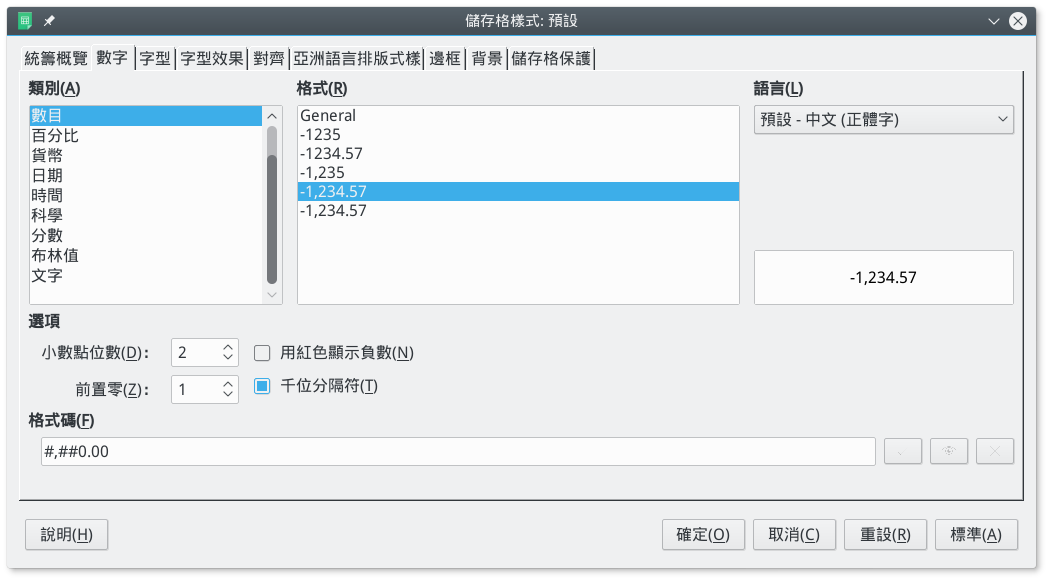 儲存格樣式: 預設
統籌概覽 數字 字型 字型效果 對齊 亞洲語言排版式樣 邊框 背景 儲存格保護
類別(A)
數目
百分比
貨幣
日期
時間
科學
分數
布林值
文字
格式(R)
General
-1235
-1234.57
-1,235
-1,234.57
-1,234.57
語言(L)
預設 - 中文 (正體字)
-1,234.57
選項
小數點位數(D)： 2 用紅色顯示負數(N)
前置零(Z)： 1 千位分隔符(T)
格式碼(F)
#,##0.00
說明(H) 確定(O) 取消(C) 重設(R) 標準(A)